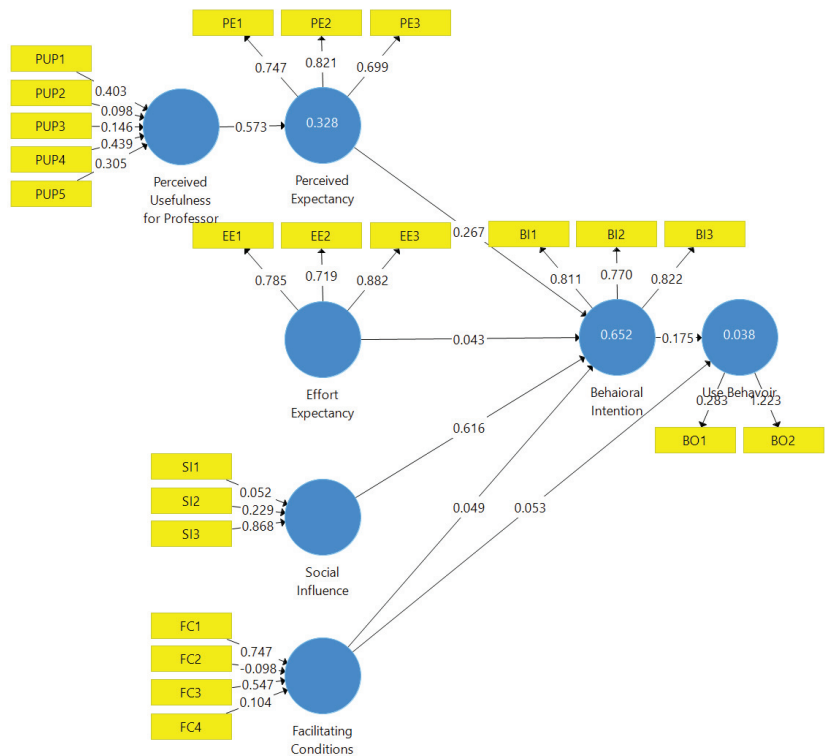 PE1
PE2
PE3
PUP1
PUP2
PUP3
PUP4
PUP5
0.403
0.098
0.146
0.439
0.305
0.747
0.821
0.699
0.573
0.328
Perceived
Usefulness
for Professor
Perceived
Expectancy
EE1
EE2
EE3
0.785
0.719
0.882
0.267
BI1
BI2
BI3
0.811
0.770
0.822
0.043
0.652
0.175
0.038
Effort
Expectancy
Behaioral
Intention
Use Behavoir
0.283
1.223
BO1
BO2
0.616
SI1
SI2
SI3
0.052
0.229
0.868
0.049
0.053
Social
Influence
FC1
FC2
FC3
FC4
0.747
-0.098
0.547
0.104
Facilitating
Conditions